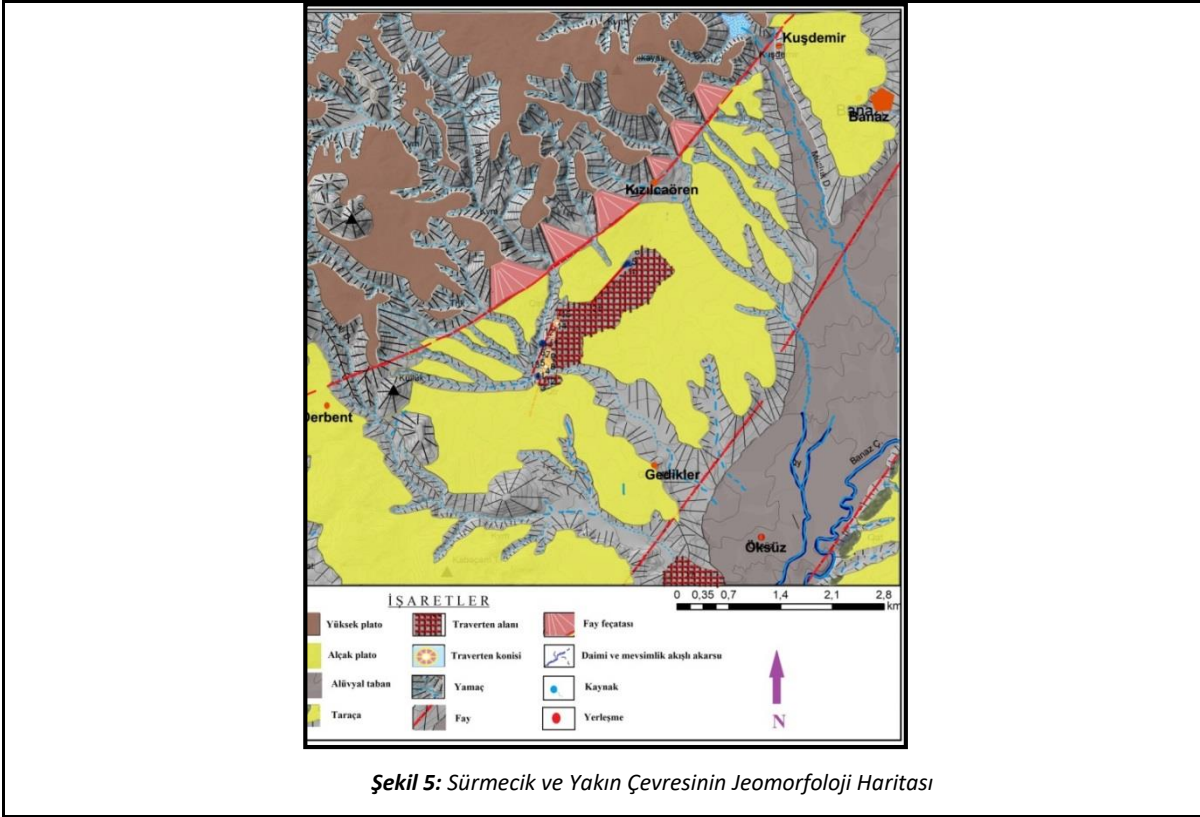 Kuşdemir
Banaz
Kızılcaören
Derbent
Gedikler
Banaz Ç.
Öksüz
İŞARETLER
0 0,35 0,7 1,4 2,1 2,8
km
Yüksek plato
Traverten alanı
Fay feçatası
Alçak plato
Traverten konisi
Daimi ve mevsimlik akışlı akarsu
Alüvyal taban
Yamaç
Kaynak
Taraça
Fay
Yerleşme
N
Şekil 5: Sürmecik ve Yakın Çevresinin Jeomorfoloji Haritası